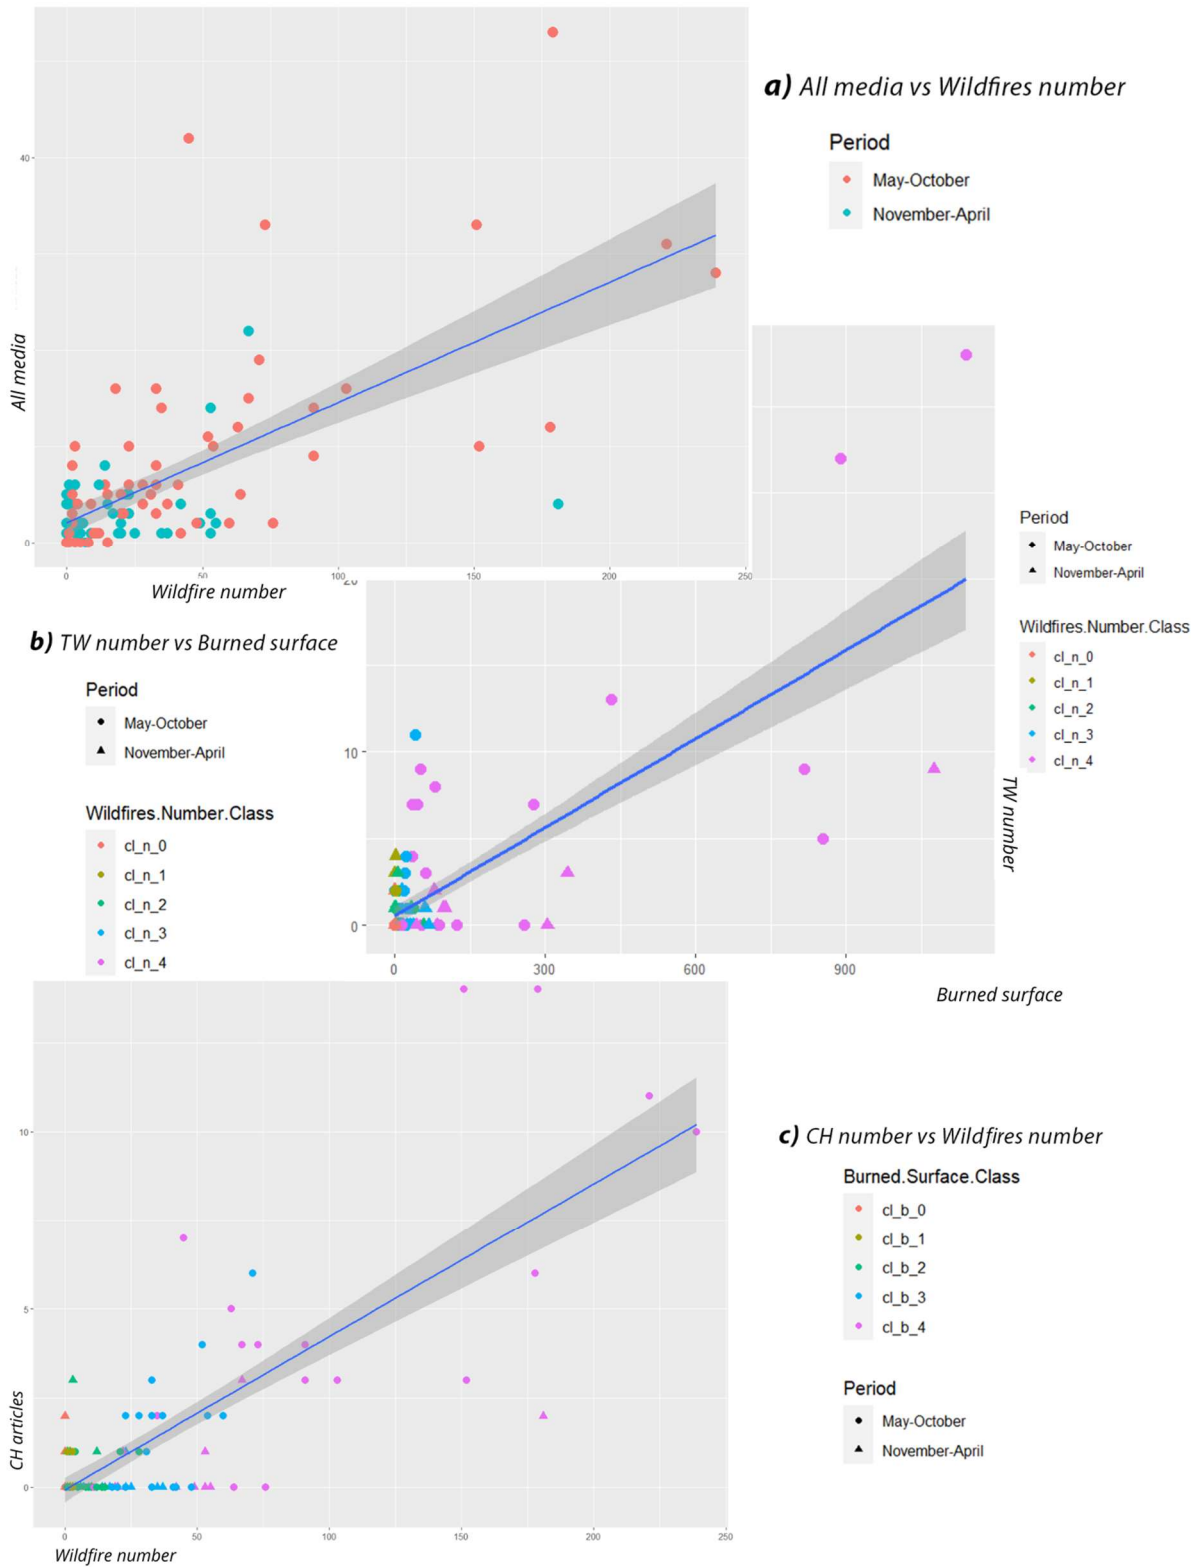 a) All media vs Wildfires number
Period
May-October
November-April
40
0
All media
0
50
100
150
200
250
Wildfire number
b) TW number vs Burned surface
Period
May-October
November-April
Wildfires.Number.Class
cl_n_0
cl_n_1
cl_n_2
cl_n_3
cl_n_4
20
10
0
0
300
600
900
TW number
Burned surface
Period
May-October
November-April
Wildfires.Number.Class
cl_n_0
cl_n_1
cl_n_2
cl_n_3
cl_n_4
10
5
0
CH articles
0
50
100
150
200
250
Wildfire number
c) CH number vs Wildfires number
Burned.Surface.Class
cl_b_0
cl_b_1
cl_b_2
cl_b_3
cl_b_4
Period
May-October
November-April